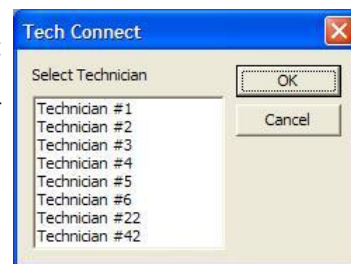 Tech Connect
Select Technician
OK
Cancel
Technician #1
Technician #2
Technician #3
Technician #4
Technician #5
Technician #6
Technician #22
Technician #42